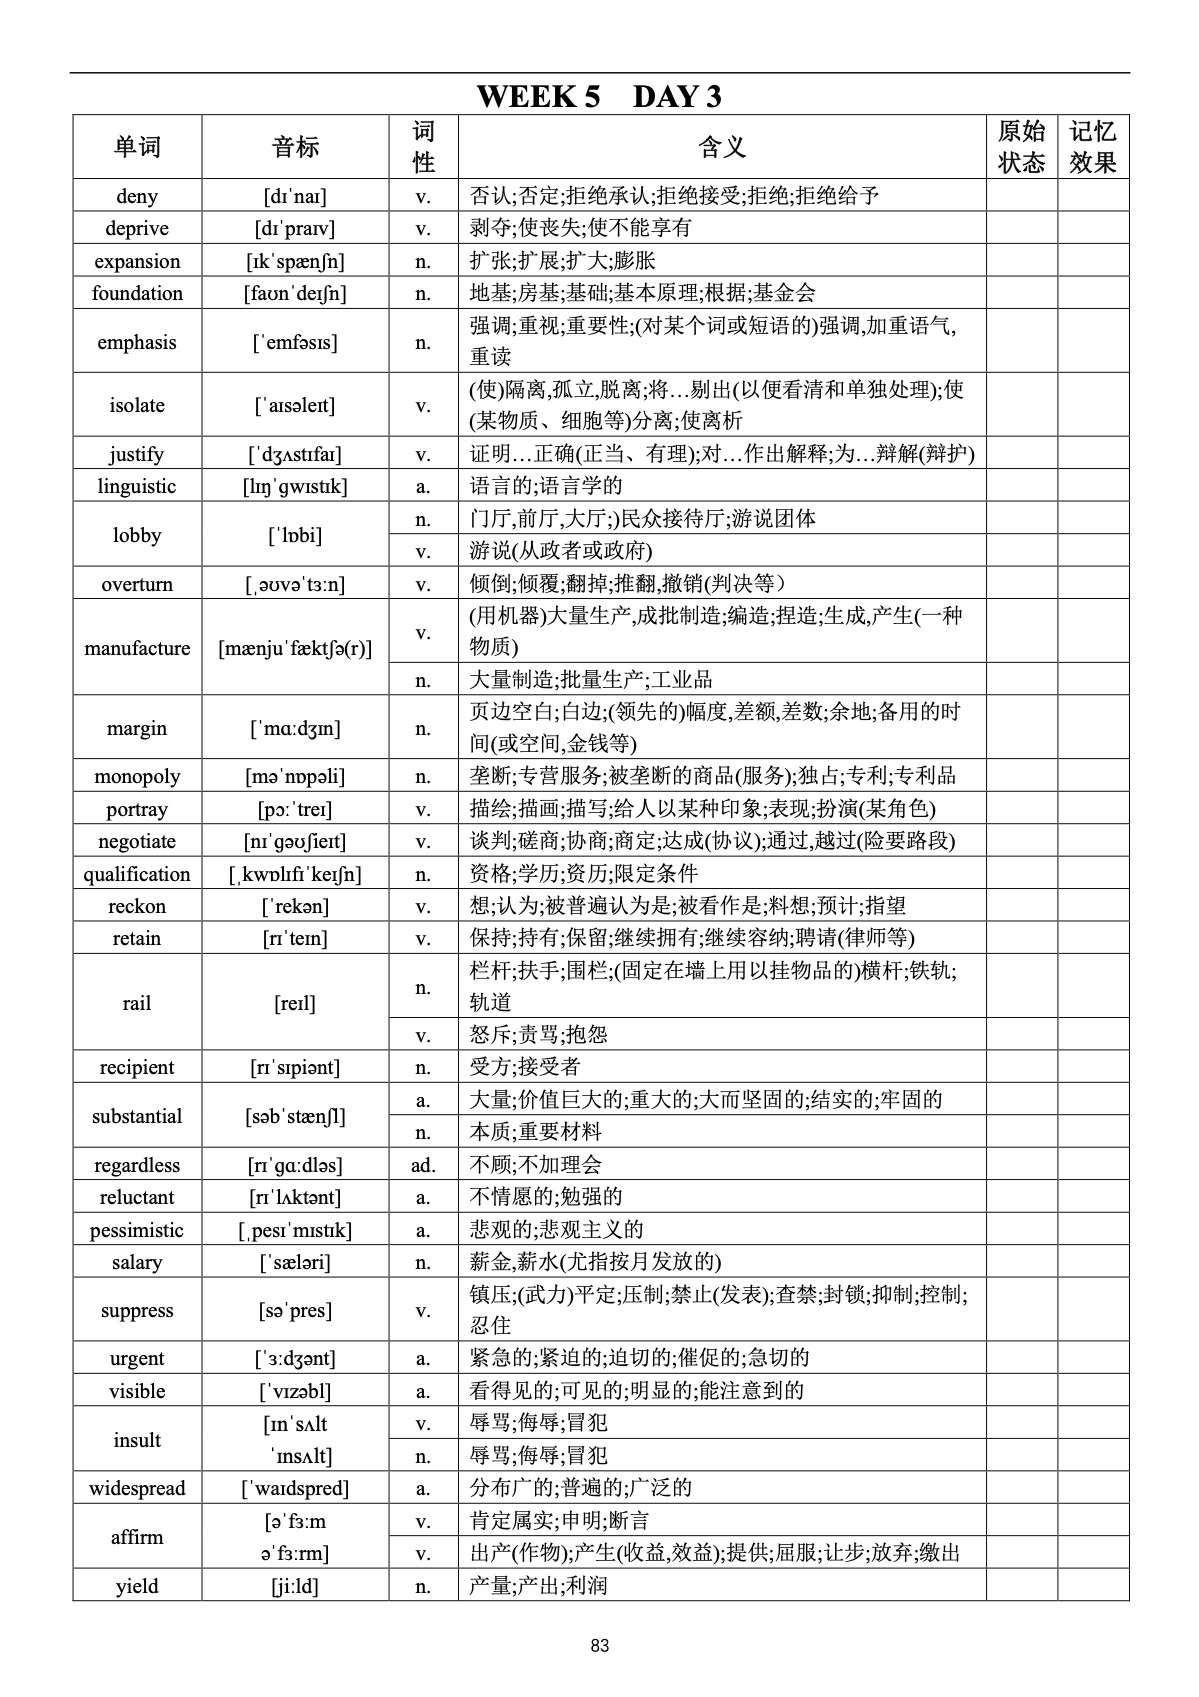 WEEK 5 DAY 3
单词 音标 词性 含义 原始状态 记忆效果
deny [dɪˈnaɪ] v. 否认;否定;拒绝承认;拒绝接受;拒绝;拒绝给予
deprive [dɪˈpraɪv] v. 剥夺;使丧失;使不能享有
expansion [ɪkˈspænʃn] n. 扩张;扩展;扩大;膨胀
foundation [faʊnˈdeɪʃn] n. 地基;房基;基础;基本原理;根据;基金会
emphasis [ˈemfəsɪs] n. 强调;重视;重要性;(对某个词或短语的)强调,加重语气,
重读
isolate [ˈaɪsəleɪt] v. (使)隔离,孤立,脱离;将…剔出(以便看清和单独处理);使
(某物质、细胞等)分离;使离析
justify [ˈdʒʌstɪfaɪ] v. 证明…正确(正当、有理);对…作出解释;为…辩解(辩护)
linguistic [lɪŋˈɡwɪstɪk] a. 语言的;语言学的
lobby [ˈlɒbi] n. 门厅,前厅,大厅;)民众接待厅;游说团体
v. 游说(从政者或政府)
overturn [ˌəʊvəˈtɜːn] v. 倾倒;倾覆;翻掉;推翻,撤销(判决等）
manufacture [mænjuˈfæktʃə(r)] v. (用机器)大量生产,成批制造;编造;捏造;生成,产生(一种
物质)
n. 大量制造;批量生产;工业品
margin [ˈmɑːdʒɪn] n. 页边空白;白边;(领先的)幅度,差额,差数;余地;备用的时
间(或空间,金钱等)
monopoly [məˈnɒpəli] n. 垄断;专营服务;被垄断的商品(服务);独占;专利;专利品
portray [pɔːˈtreɪ] v. 描绘;描画;描写;给人以某种印象;表现;扮演(某角色)
negotiate [nɪˈɡəʊʃieɪt] v. 谈判;磋商;协商;商定;达成(协议);通过,越过(险要路段)
qualification [ˌkwɒlɪfɪˈkeɪʃn] n. 资格;学历;资历;限定条件
reckon [ˈrekən] v. 想;认为;被普遍认为是;被看作是;料想;预计;指望
retain [rɪˈteɪn] v. 保持;持有;保留;继续拥有;继续容纳;聘请(律师等)
rail [reɪl] n. 栏杆;扶手;围栏;(固定在墙上用以挂物品的)横杆;铁轨;
轨道
v. 怒斥;责骂;抱怨
recipient [rɪˈsɪpiənt] n. 受方;接受者
substantial [səbˈstænʃl] a. 大量;价值巨大的;重大的;大而坚固的;结实的;牢固的
n. 本质;重要材料
regardless [rɪˈɡɑːdləs] ad. 不顾;不加理会
reluctant [rɪˈlʌktənt] a. 不情愿的;勉强的
pessimistic [ˌpesɪˈmɪstɪk] a. 悲观的;悲观主义的
salary [ˈsæləri] n. 薪金,薪水(尤指按月发放的)
suppress [səˈpres] v. 镇压;(武力)平定;压制;禁止(发表);查禁;封锁;抑制;控制;
忍住
urgent [ˈɜːdʒənt] a. 紧急的;紧迫的;迫切的;催促的;急切的
visible [ˈvɪzəbl] a. 看得见的;可见的;明显的;能注意到的
insult [ɪnˈsʌlt v. 辱骂;侮辱;冒犯
ˈɪnsʌlt] n. 辱骂;侮辱;冒犯
widespread [ˈwaɪdspred] a. 分布广的;普遍的;广泛的
affirm [əˈfɜːm v. 肯定属实;申明;断言
əˈfɜːrm] v. 出产(作物);产生(收益,效益);提供;屈服;让步;放弃;缴出
yield [jiːld] n. 产量;产出;利润
83